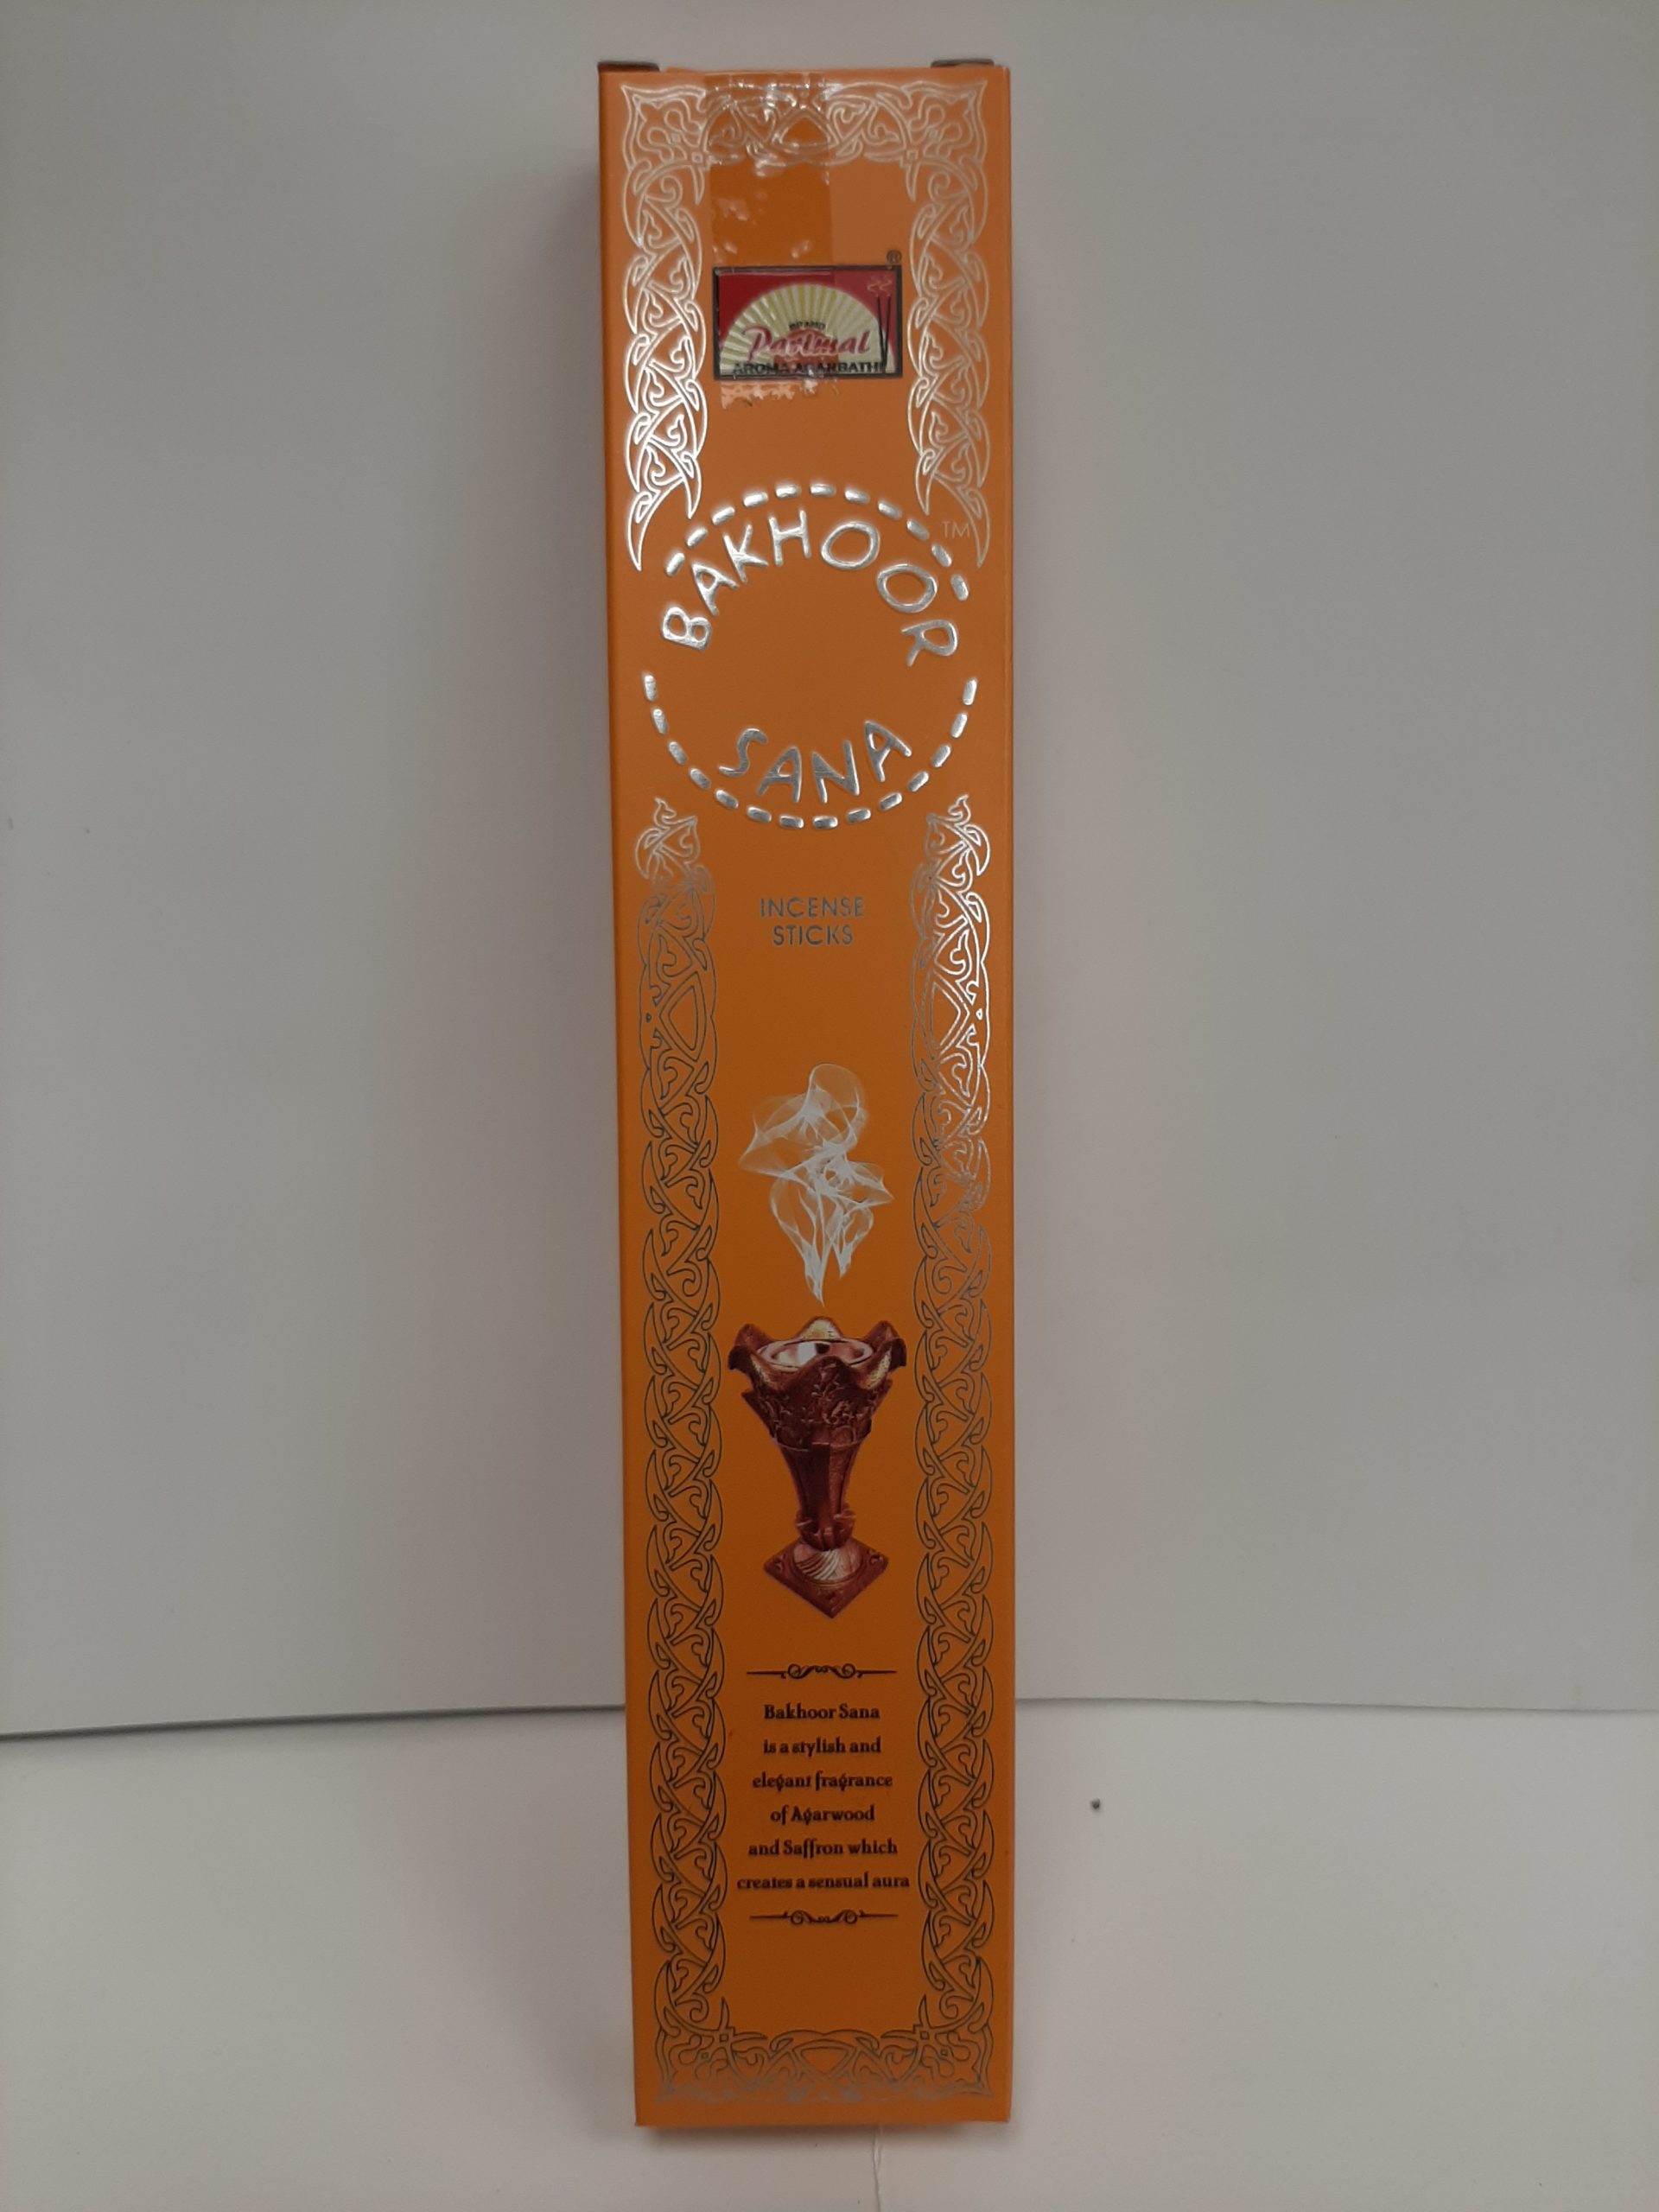 ®
BRAND
Parimal
AROMA AGARBATHI
BAKHOOR
TM
SANA
INCENSE
STICKS
Bakhoor Sana
is a stylish and
elegant fragrance
of Agarwood
and Saffron which
creates a sensual aura